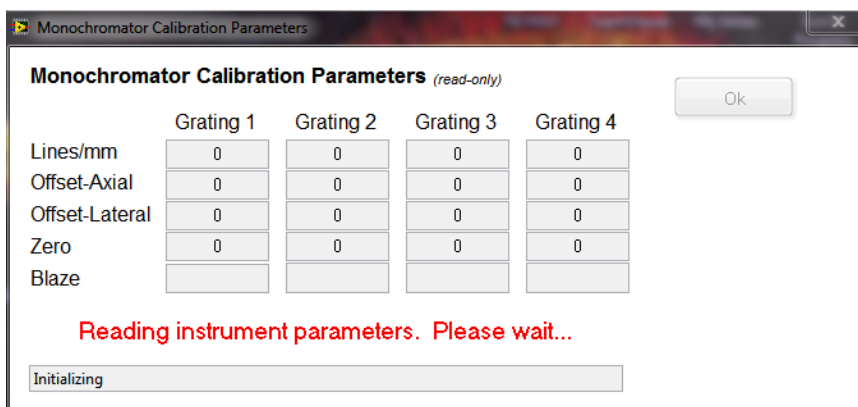 Monochromator Calibration Parameters
X
Monochromator Calibration Parameters (read-only)
Ok
Grating 1 Grating 2 Grating 3 Grating 4
Lines/mm 0 0 0 0
Offset-Axial 0 0 0 0
Offset-Lateral 0 0 0 0
Zero 0 0 0 0
Blaze
Reading instrument parameters. Please wait...
Initializing